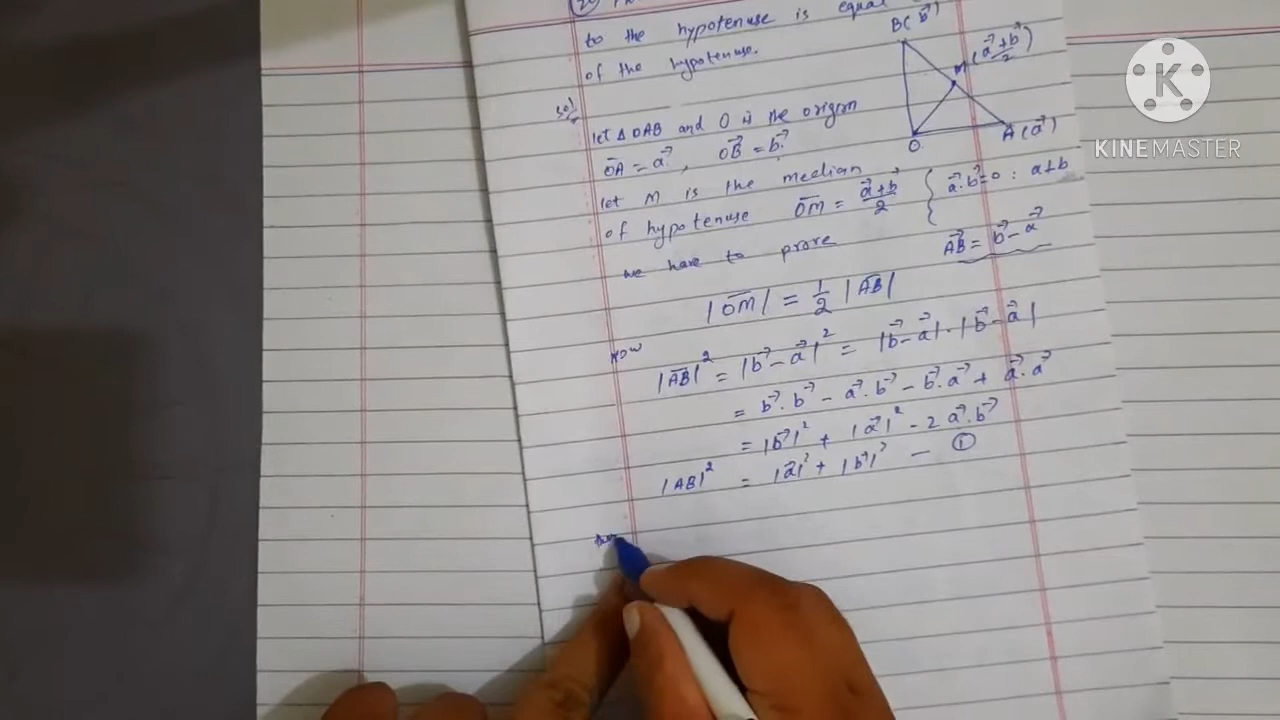 to the hypotenuse is equal
of the hypotenuse.
B(b⃗)
M(a⃗+b⃗/2)
O
A(a⃗)
Sol
let Δ OAB and O is the origin
OA⃗ = a⃗, OB⃗ = b⃗
let M is the median
of hypotenuse OM = a⃗+b⃗/2 { a⃗.b⃗=0 : a⊥b
AB⃗ = b⃗-a⃗
we have to prove
|OM| = 1/2 |AB|
Now
|AB|² = |b⃗-a⃗|² = |b⃗-a⃗|.|b⃗-a⃗|
= b⃗.b⃗ - a⃗.b⃗ - b⃗.a⃗ + a⃗.a⃗
= |b⃗|² + |a⃗|² - 2a⃗.b⃗
|AB|² = |a⃗|² + |b⃗|² - ①
K
KINEMASTER